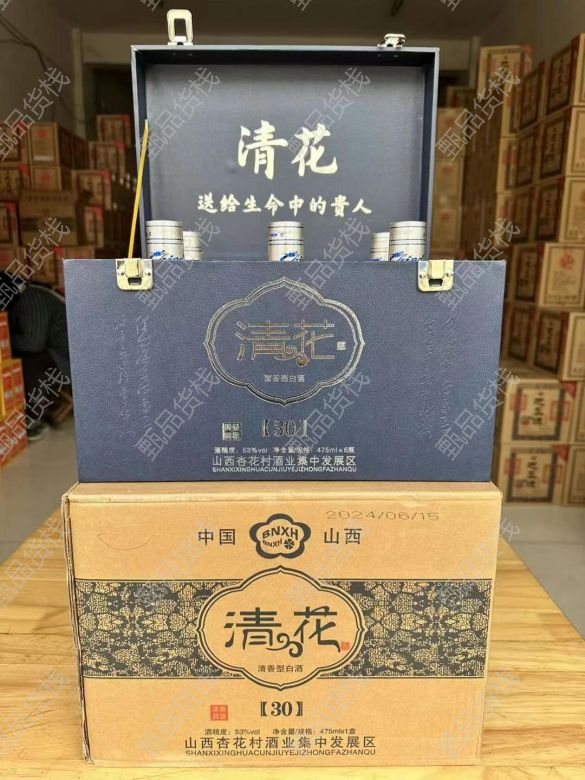 清花
送给生命中的贵人
清花
清香型白酒
【30】
酒精度：53%vol 净含量/规格：475ml×6瓶
山西杏花村酒业集中发展区
SHANXIXINGHUACUNJIUYEJIZHONGFAZHANQU
2024/06/15
中国 BNXH 山西
BNXH
清花
清香型白酒
【30】
酒精度：53%vol 净含量/规格：475ml×1盒
山西杏花村酒业集中发展区
SHANXIXINGHUACUNJIUYEJIZHONGFAZHANQU
甄品货栈